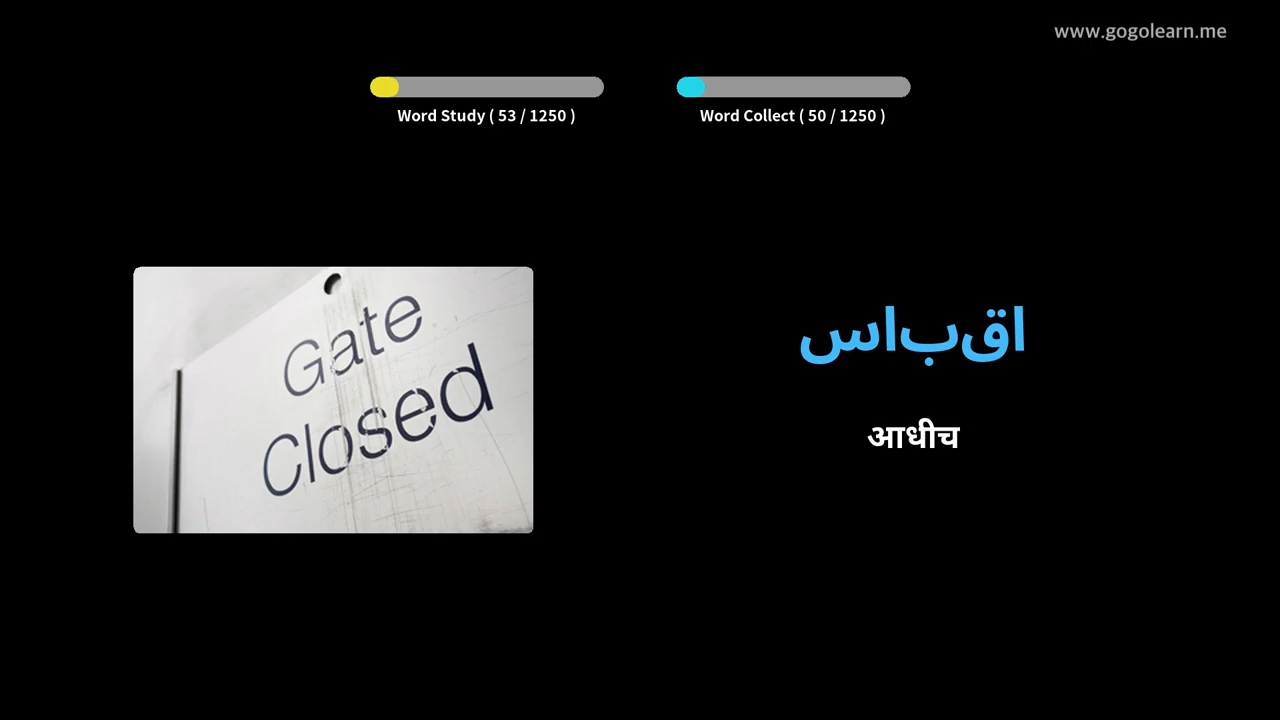 www.gogolearn.me
Word Study ( 53 / 1250 )
Word Collect ( 50 / 1250 )
Gate
Closed
اقباس
आधीच